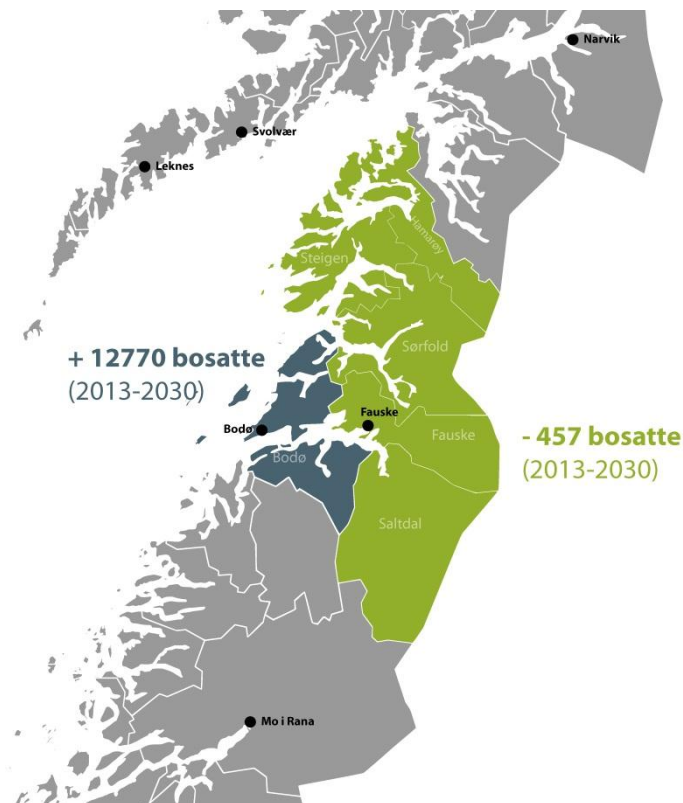 Narvik
Svolvær
Leknes
Hamarøy
Steigen
Sørfold
+ 12770 bosatte
(2013-2030)
Fauske
Bodø
Fauske
- 457 bosatte
(2013-2030)
Bodø
Saltdal
Mo i Rana